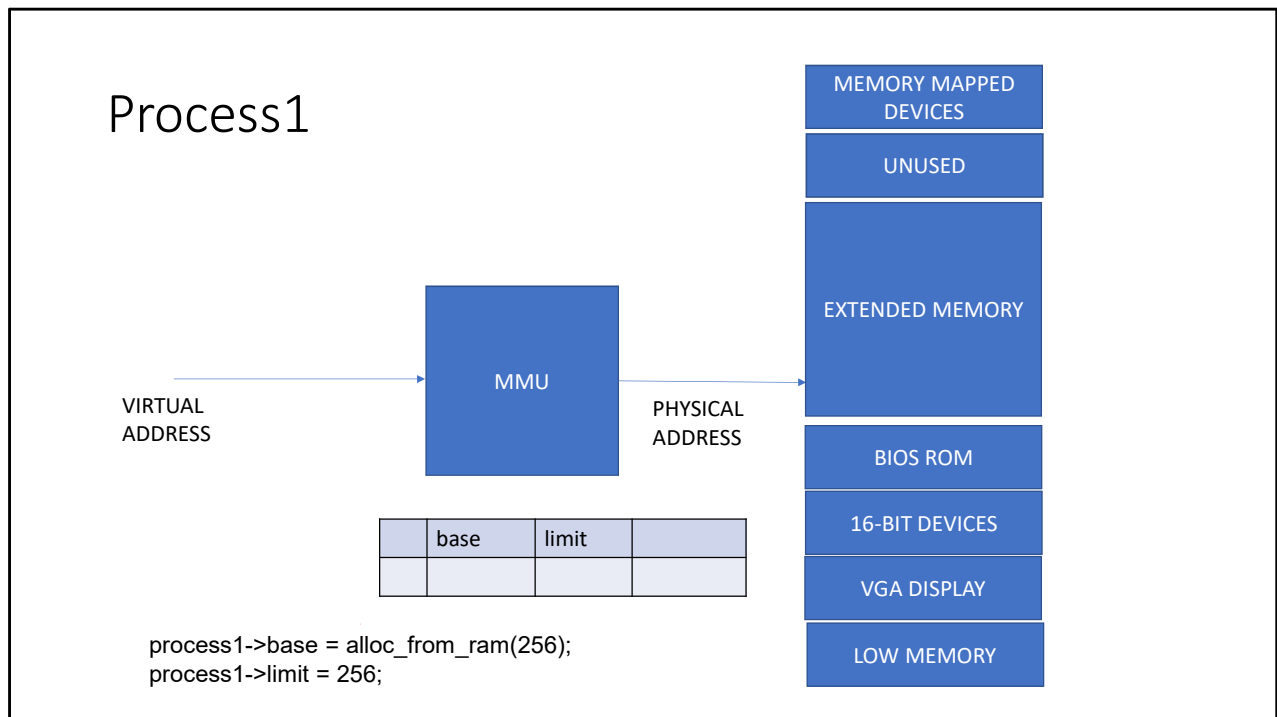 Process1
MEMORY MAPPED
DEVICES
UNUSED
EXTENDED MEMORY
MMU
VIRTUAL
ADDRESS
PHYSICAL
ADDRESS
BIOS ROM
16-BIT DEVICES
VGA DISPLAY
LOW MEMORY
base limit
process1->base = alloc_from_ram(256);
process1->limit = 256;